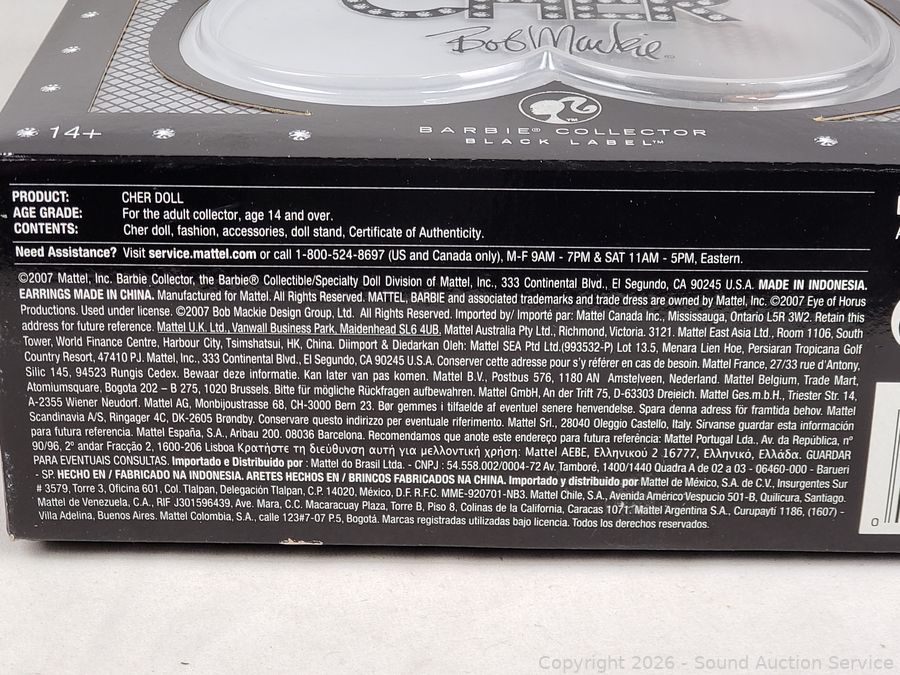 CHER
Bob Mackie
14+
BARBIE® COLLECTOR
BLACK LABEL™
PRODUCT: CHER DOLL
AGE GRADE: For the adult collector, age 14 and over.
CONTENTS: Cher doll, fashion, accessories, doll stand, Certificate of Authenticity.
Need Assistance? Visit service.mattel.com or call 1-800-524-8697 (US and Canada only), M-F 9AM - 7PM & SAT 11AM - 5PM, Eastern.
©2007 Mattel, Inc. Barbie Collector, the Barbie® Collectible/Specialty Doll Division of Mattel, Inc., 333 Continental Blvd., El Segundo, CA 90245 U.S.A. MADE IN INDONESIA.
EARRINGS MADE IN CHINA. Manufactured for Mattel. All Rights Reserved. MATTEL, BARBIE and associated trademarks and trade dress are owned by Mattel, Inc. ©2007 Eye of Horus
Productions. Used under license. ©2007 Bob Mackie Design Group, Ltd. All Rights Reserved. Imported by/ Importé par: Mattel Canada Inc., Mississauga, Ontario L5R 3W2. Retain this
address for future reference. Mattel U.K. Ltd., Vanwall Business Park, Maidenhead SL6 4UB. Mattel Australia Pty Ltd., Richmond, Victoria. 3121. Mattel East Asia Ltd., Room 1106, South
Tower, World Finance Centre, Harbour City, Tsimshatsui, HK, China. Diimport & Diedarkan Oleh: Mattel SEA Ptd Ltd.(993532-P) Lot 13.5, Menara Lien Hoe, Persiaran Tropicana Golf
Country Resort, 47410 PJ. Mattel, Inc., 333 Continental Blvd., El Segundo, CA 90245 U.S.A. Conserver cette adresse pour s'y référer en cas de besoin. Mattel France, 27/33 rue d'Antony,
Silic 145, 94523 Rungis Cedex. Bewaar deze informatie. Kan later van pas komen. Mattel B.V., Postbus 576, 1180 AN Amstelveen, Nederland. Mattel Belgium, Trade Mart,
Atomiumsquare, Bogota 202 – B 275, 1020 Brussels. Bitte für mögliche Rückfragen aufbewahren. Mattel GmbH, An der Trift 75, D-63303 Dreieich. Mattel Ges.m.b.H., Triester Str. 14,
A-2355 Wiener Neudorf. Mattel AG, Monbijoustrasse 68, CH-3000 Bern 23. Bør gemmes i tilfælde af eventuel senere henvendelse. Spara denna adress för framtida behov. Mattel
Scandinavia A/S, Ringager 4C, DK-2605 Brøndby. Conservare questo indirizzo per eventuale riferimento. Mattel Srl., 28040 Oleggio Castello, Italy. Sírvanse guardar esta información
para futura referencia. Mattel España, S.A., Aribau 200. 08036 Barcelona. Recomendamos que anote este endereço para futura referência: Mattel Portugal Lda., Av. da República, nº
90/96, 2º andar Fracção 2, 1600-206 Lisboa Κρατήστε τη διεύθυνση αυτή για μελλοντική χρήση: Mattel AEBE, Ελληνικού 2 16777, Ελληνικό, Ελλάδα. GUARDAR
PARA EVENTUAIS CONSULTAS. Importado e Distribuido por : Mattel do Brasil Ltda. - CNPJ : 54.558.002/0004-72 Av. Tamboré, 1400/1440 Quadra A de 02 a 03 - 06460-000 - Barueri
- SP. HECHO EN / FABRICADO NA INDONESIA. ARETES HECHOS EN / BRINCOS FABRICADOS NA CHINA. Importado y distribuido por Mattel de México, S.A. de C.V., Insurgentes Sur
# 3579, Torre 3, Oficina 601, Col. Tlalpan, Delegación Tlalpan, C.P. 14020, México, D.F. R.F.C. MME-920701-NB3. Mattel Chile, S.A., Avenida Américo Vespucio 501-B, Quilicura, Santiago.
Mattel de Venezuela, C.A., RIF J301596439, Ave. Mara, C.C. Macaracuay Plaza, Torre B, Piso 8, Colinas de la California, Caracas 1071. Mattel Argentina S.A., Curupaytí 1186, (1607) -
Villa Adelina, Buenos Aires. Mattel Colombia, S.A., calle 123#7-07 P.5, Bogotá. Marcas registradas utilizadas bajo licencia. Todos los derechos reservados.
0
Copyright 2026 - Sound Auction Service